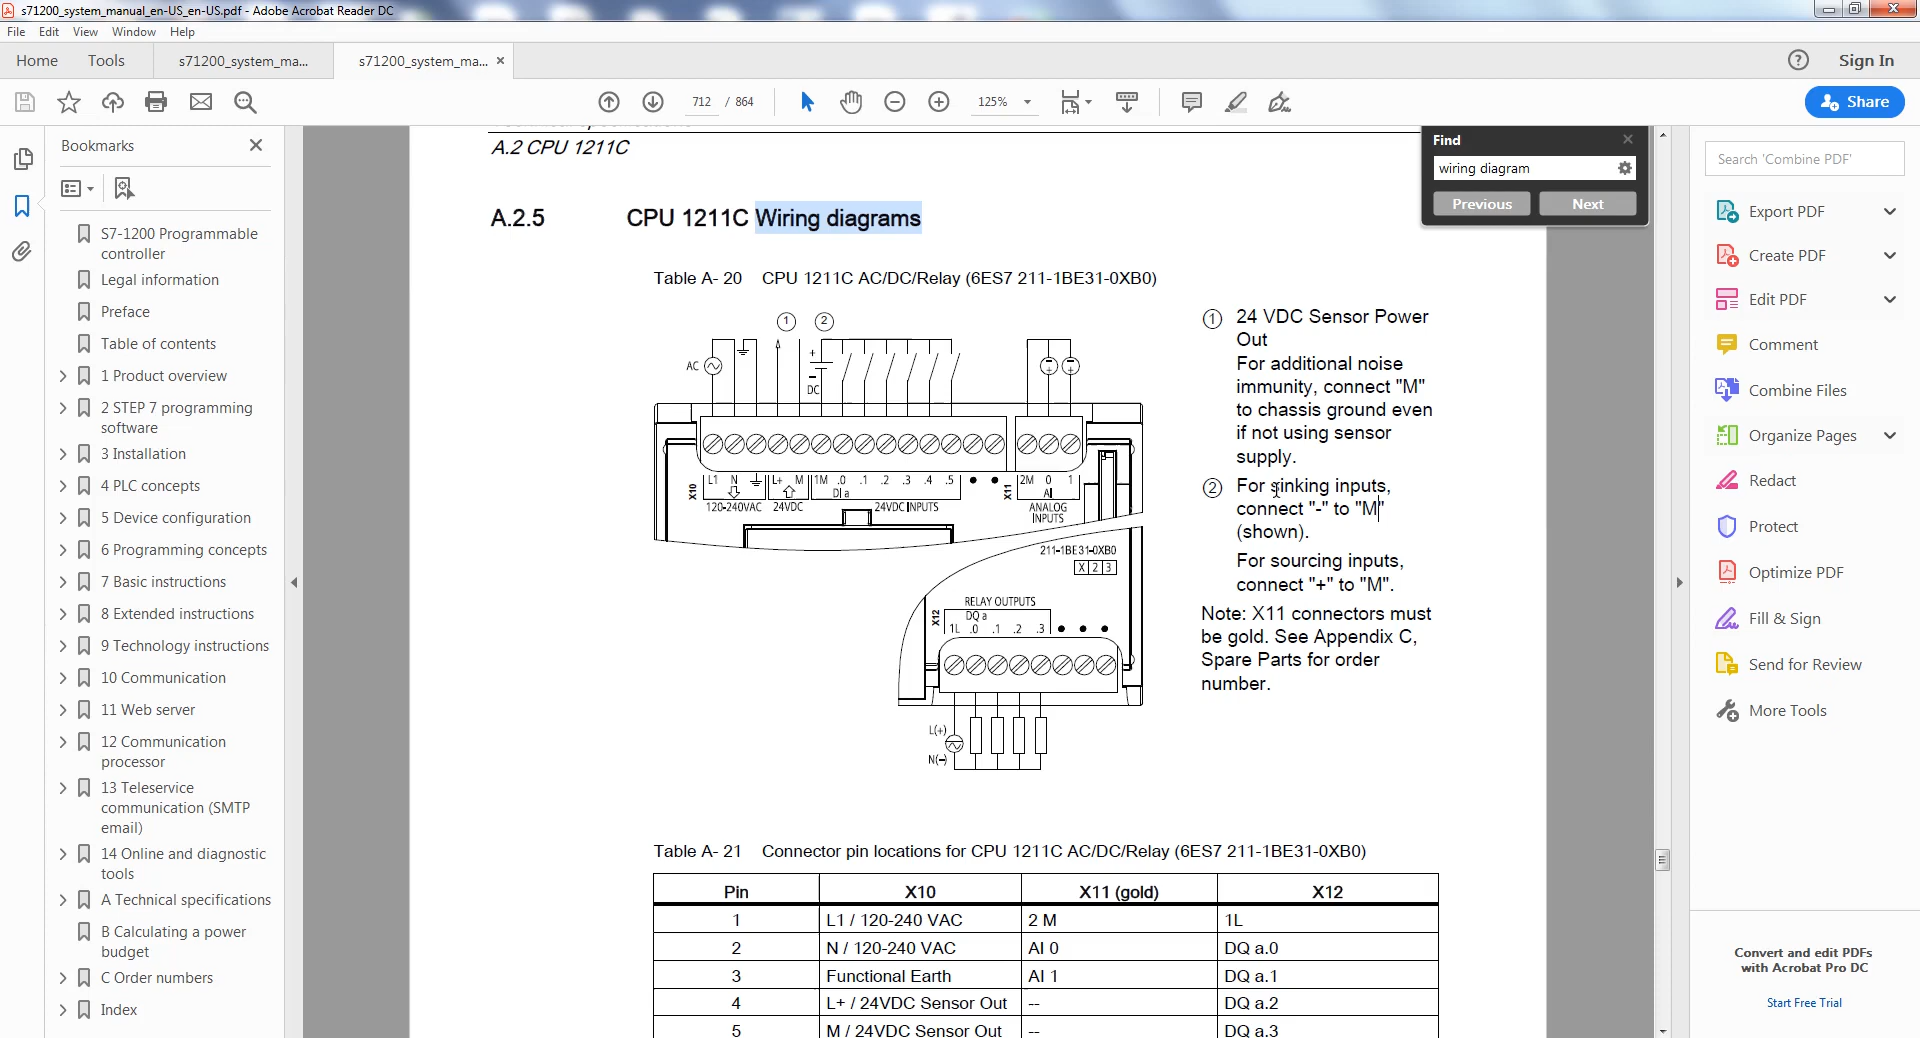 s71200_system_manual_en-US_en-US.pdf - Adobe Acrobat Reader DC
File Edit View Window Help
Home Tools s71200_system_ma... s71200_system_ma... ×
Sign In
712 / 864 125%
Share
Bookmarks
S7-1200 Programmable
controller
Legal information
Preface
Table of contents
1 Product overview
2 STEP 7 programming
software
3 Installation
4 PLC concepts
5 Device configuration
6 Programming concepts
7 Basic instructions
8 Extended instructions
9 Technology instructions
10 Communication
11 Web server
12 Communication
processor
13 Teleservice
communication (SMTP
email)
14 Online and diagnostic
tools
A Technical specifications
B Calculating a power
budget
C Order numbers
Index
A.2 CPU 1211C
A.2.5 CPU 1211C Wiring diagrams
Table A- 20 CPU 1211C AC/DC/Relay (6ES7 211-1BE31-0XB0)
1 2
AC
+
-
DC
L1 N L+ M 1M .0 .1 .2 .3 .4 .5 2M 0 1
X10 DI a X11 AI
120-240VAC 24VDC 24VDC INPUTS ANALOG
INPUTS
211-1BE31-0XB0
X 2 3
RELAY OUTPUTS
X12 DQ a
1L .0 .1 .2 .3
L(+)
N(-)
1 24 VDC Sensor Power
Out
For additional noise
immunity, connect "M"
to chassis ground even
if not using sensor
supply.
2 For sinking inputs,
connect "-" to "M"
(shown).
For sourcing inputs,
connect "+" to "M".
Note: X11 connectors must
be gold. See Appendix C,
Spare Parts for order
number.
Table A- 21 Connector pin locations for CPU 1211C AC/DC/Relay (6ES7 211-1BE31-0XB0)
Pin X10 X11 (gold) X12
1 L1 / 120-240 VAC 2 M 1L
2 N / 120-240 VAC AI 0 DQ a.0
3 Functional Earth AI 1 DQ a.1
4 L+ / 24VDC Sensor Out -- DQ a.2
5 M / 24VDC Sensor Out -- DQ a.3
Find
wiring diagram
Previous Next
Search 'Combine PDF'
Export PDF
Create PDF
Edit PDF
Comment
Combine Files
Organize Pages
Redact
Protect
Optimize PDF
Fill & Sign
Send for Review
More Tools
Convert and edit PDFs
with Acrobat Pro DC
Start Free Trial